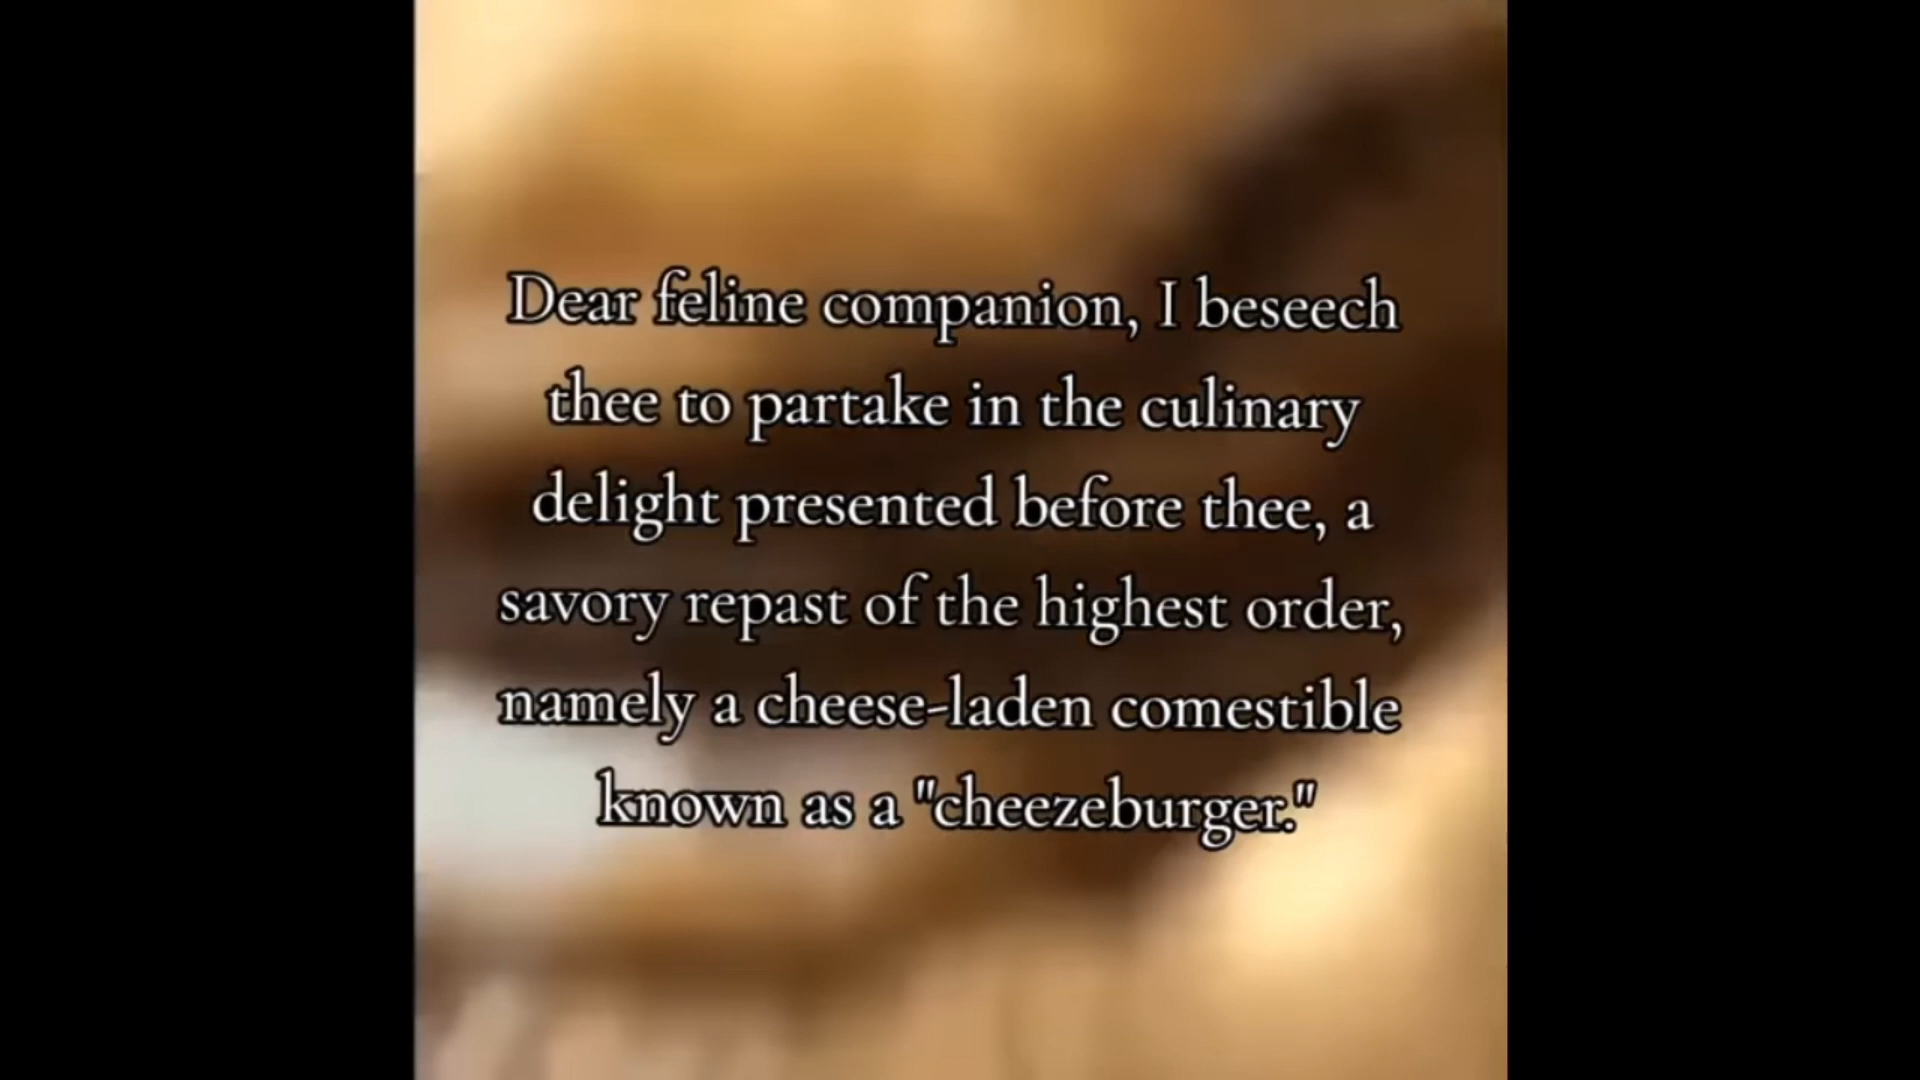 Dear feline companion, I beseech
thee to partake in the culinary
delight presented before thee, a
savory repast of the highest order,
namely a cheese-laden comestible
known as a "cheezeburger."